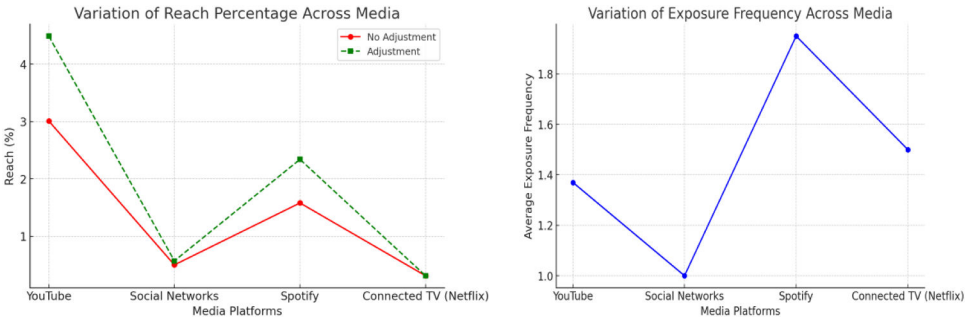 Variation of Reach Percentage Across Media
No Adjustment
Adjustment
4
3
2
1
Reach (%)
YouTube
Social Networks
Spotify
Connected TV (Netflix)
Media Platforms
Variation of Exposure Frequency Across Media
1.8
1.6
1.4
1.2
1.0
Average Exposure Frequency
YouTube
Social Networks
Spotify
Connected TV (Netflix)
Media Platforms